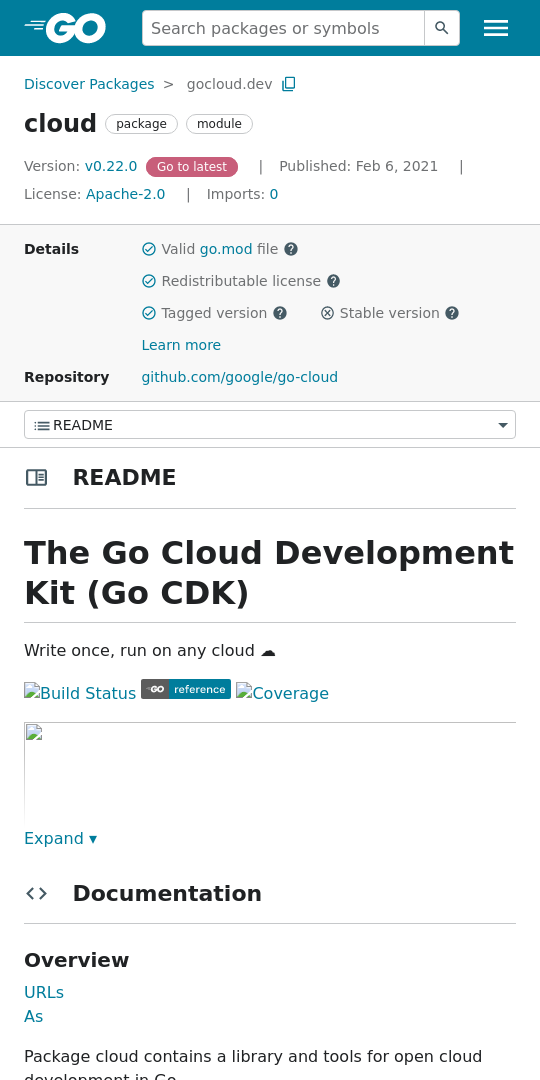 GO
Search packages or symbols
Discover Packages > gocloud.dev
cloud package module
Version: v0.22.0 Go to latest | Published: Feb 6, 2021 |
License: Apache-2.0 | Imports: 0
Details Valid go.mod file ?
Redistributable license ?
Tagged version ? Stable version ?
Learn more
Repository github.com/google/go-cloud
README
README
The Go Cloud Development
Kit (Go CDK)
Write once, run on any cloud ☁
Build Status GO reference Coverage
Expand ▾
Documentation
Overview
URLs
As
Package cloud contains a library and tools for open cloud
development in Go.